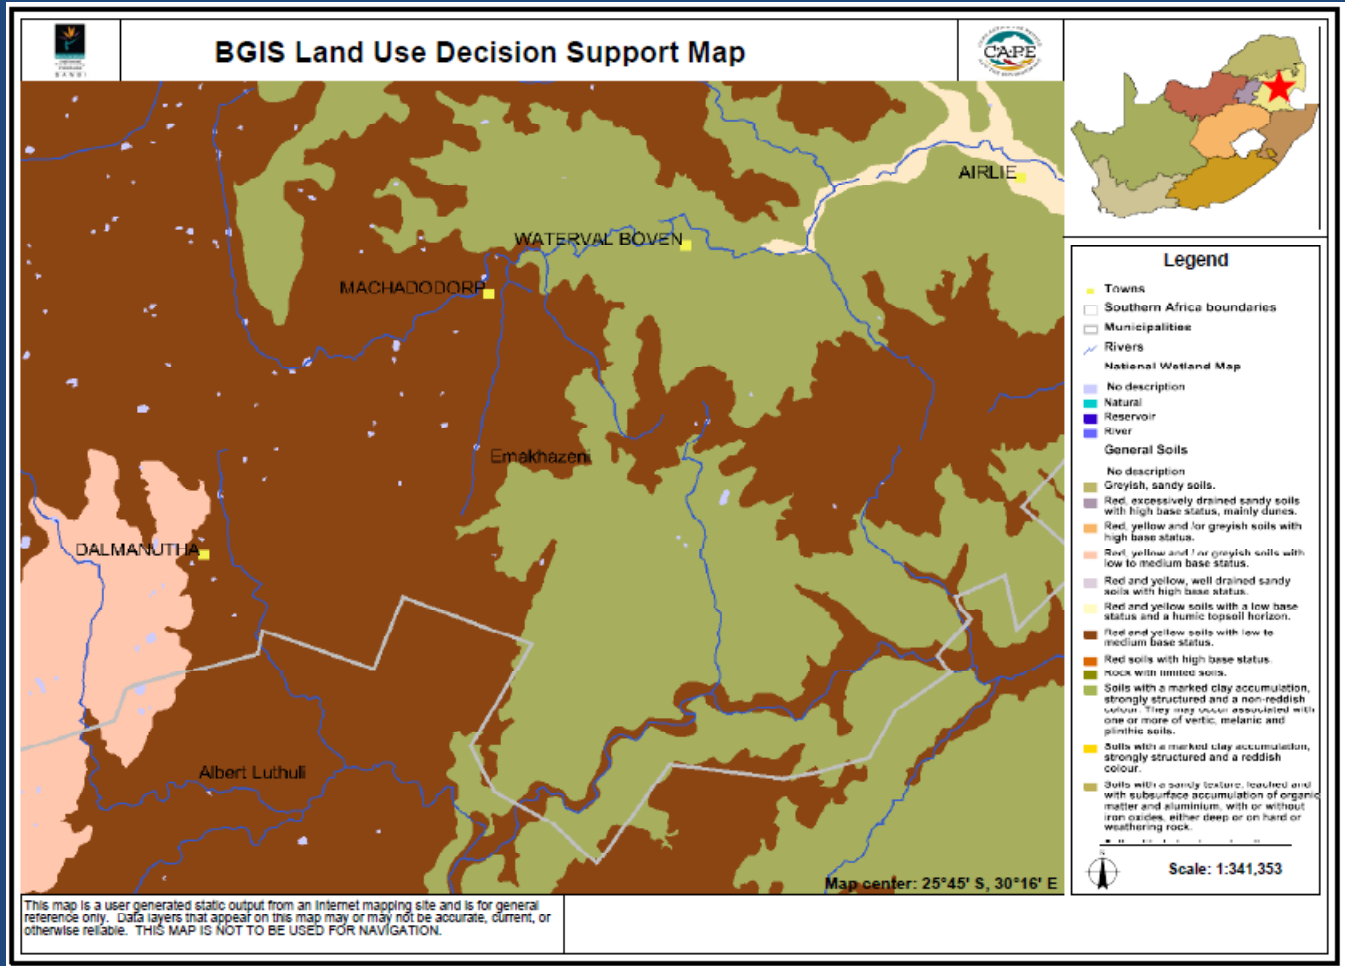 BGIS Land Use Decision Support Map
SANBI
CAPE
AIRLIE
WATERVAL BOVEN
MACHADODORP
Emakhazeni
DALMANUTHA
Albert Luthuli
Map center: 25°45' S, 30°16' E
Legend
Towns
Southern Africa boundaries
Municipalities
Rivers
National Wetland Map
No description
Natural
Reservoir
River
General Soils
No description
Greyish, sandy soils.
Red, excessively drained sandy soils
with high base status, mainly dunes.
Red, yellow and /or greyish soils with
high base status.
Red, yellow and / or greyish soils with
low to medium base status.
Red and yellow, well drained sandy
soils with high base status.
Red and yellow soils with a low base
status and a humic topsoil horizon.
Red and yellow soils with low to
medium base status.
Red soils with high base status.
Rock with limited soils.
Soils with a marked clay accumulation,
strongly structured and a non-reddish
colour. They may occur associated with
one or more of vertic, melanic and
plinthic soils.
Soils with a marked clay accumulation,
strongly structured and a reddish
colour.
Soils with a sandy texture, leached and
with subsurface accumulation of organic
matter and aluminium, with or without
iron oxides, either deep or on hard or
weathering rock.
Scale: 1:341,353
This map is a user generated static output from an Internet mapping site and is for general
reference only. Data layers that appear on this map may or may not be accurate, current, or
otherwise reliable. THIS MAP IS NOT TO BE USED FOR NAVIGATION.